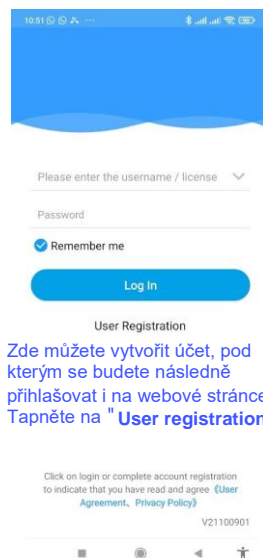 10:51
Please enter the username / license
Password
Remember me
Log In
User Registration
Zde můžete vytvořit účet, pod
kterým se budete následně
přihlašovat i na webové stránce
Tapněte na "User registration
Click on login or complete account registration
to indicate that you have read and agree《User
Agreement、Privacy Policy》
V21100901